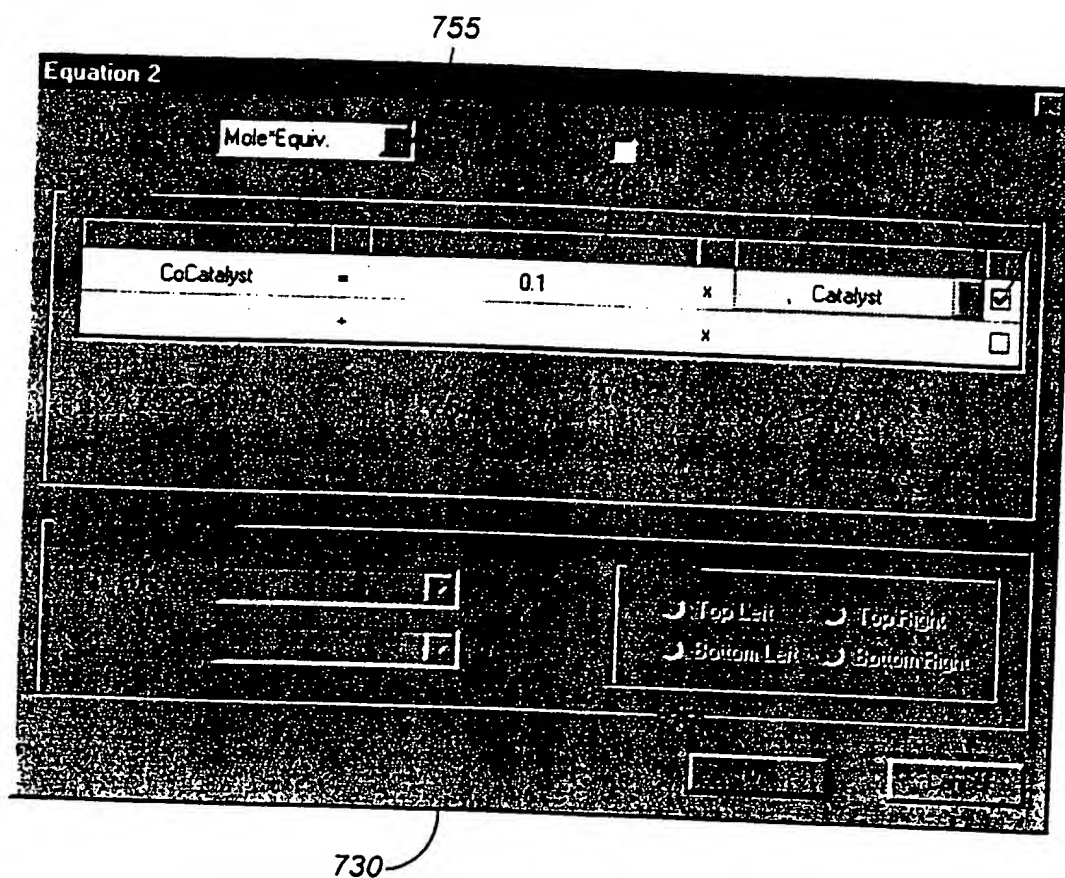 755
Equation 2
Mole*Equiv.
CoCatalyst = 0.1 x Catalyst
+ x
Top Left Top Right
Bottom Left Bottom Right
730